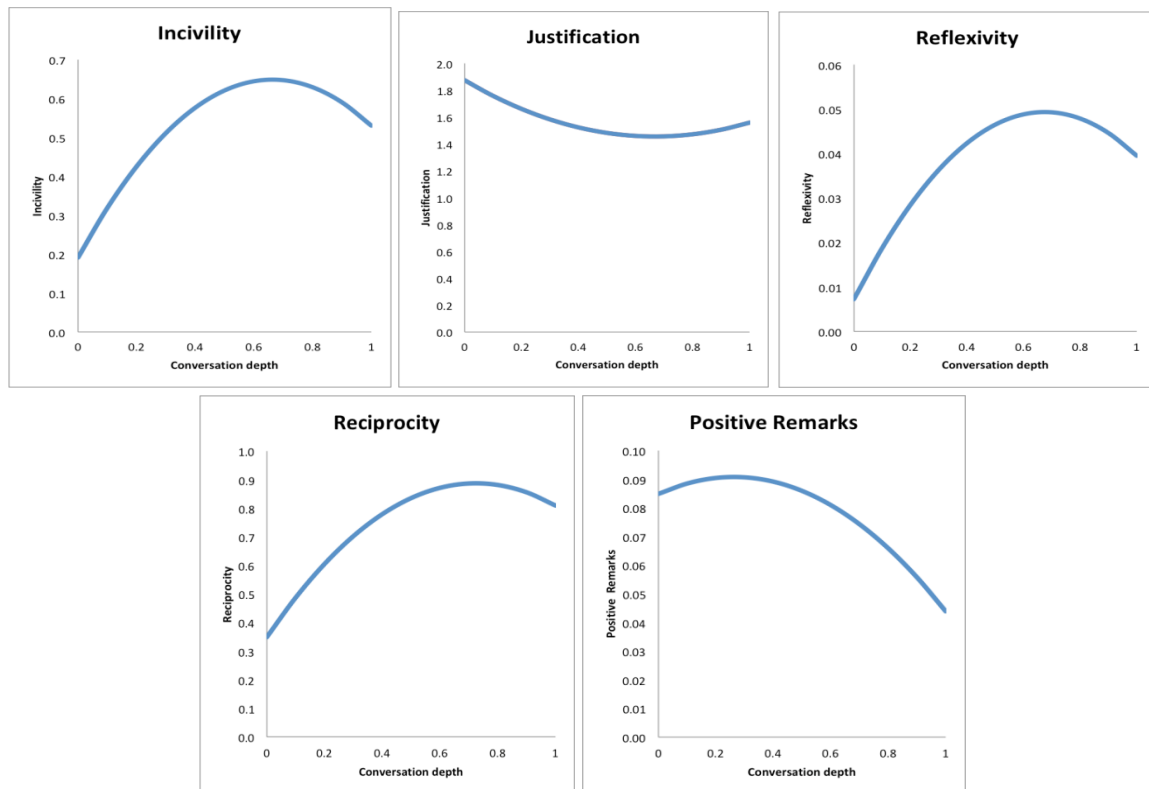 Incivility
0.7
0.6
0.5
0.4
0.3
0.2
0.1
0.0
Incivility
0 0.2 0.4 0.6 0.8 1
Conversation depth
Justification
2.0
1.8
1.6
1.4
1.2
1.0
0.8
0.6
0.4
0.2
0.0
Justification
0 0.2 0.4 0.6 0.8 1
Conversation depth
Reflexivity
0.06
0.05
0.04
0.03
0.02
0.01
0.00
Reflexivity
0 0.2 0.4 0.6 0.8 1
Conversation depth
Reciprocity
1.0
0.9
0.8
0.7
0.6
0.5
0.4
0.3
0.2
0.1
0.0
Reciprocity
0 0.2 0.4 0.6 0.8 1
Conversation depth
Positive Remarks
0.10
0.09
0.08
0.07
0.06
0.05
0.04
0.03
0.02
0.01
0.00
Positive Remarks
0 0.2 0.4 0.6 0.8 1
Conversation depth